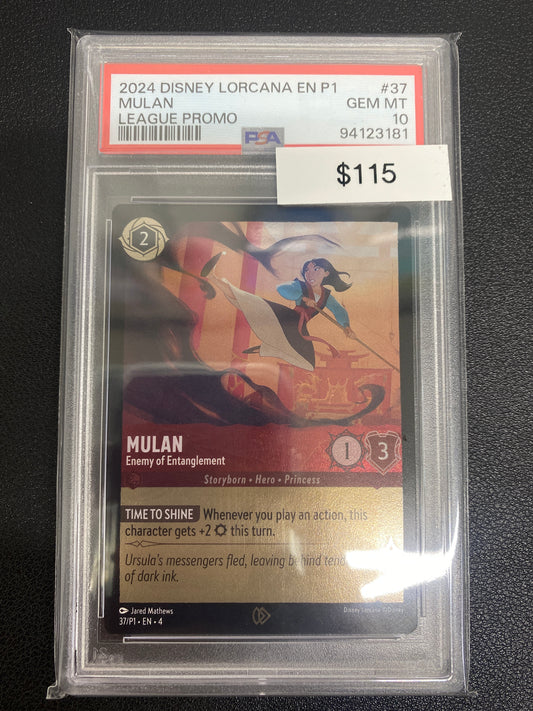 2024 DISNEY LORCANA EN P1 #37
MULAN GEM MT
LEAGUE PROMO 10
PSA 94123181
$115
2
MULAN
Enemy of Entanglement
1 3
Storyborn • Hero • Princess
TIME TO SHINE Whenever you play an action, this
character gets +2 this turn.
Ursula's messengers fled, leaving behind
of dark ink.
Jared Mathews
37/P1 • EN • 4
Disney Lorcana ©Disney